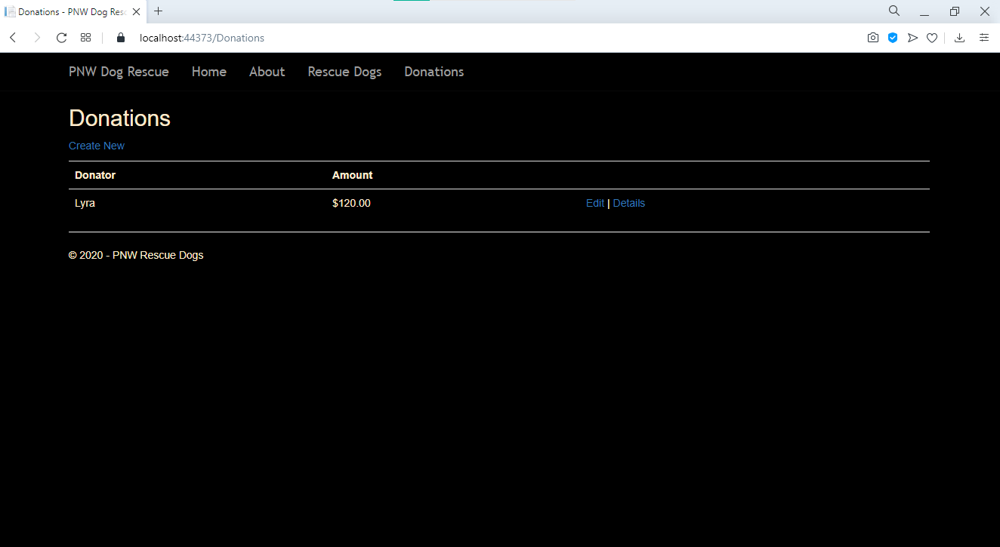 Donations - PNW Dog Resc
localhost:44373/Donations
PNW Dog Rescue Home About Rescue Dogs Donations
Donations
Create New
Donator Amount
Lyra $120.00 Edit | Details
© 2020 - PNW Rescue Dogs